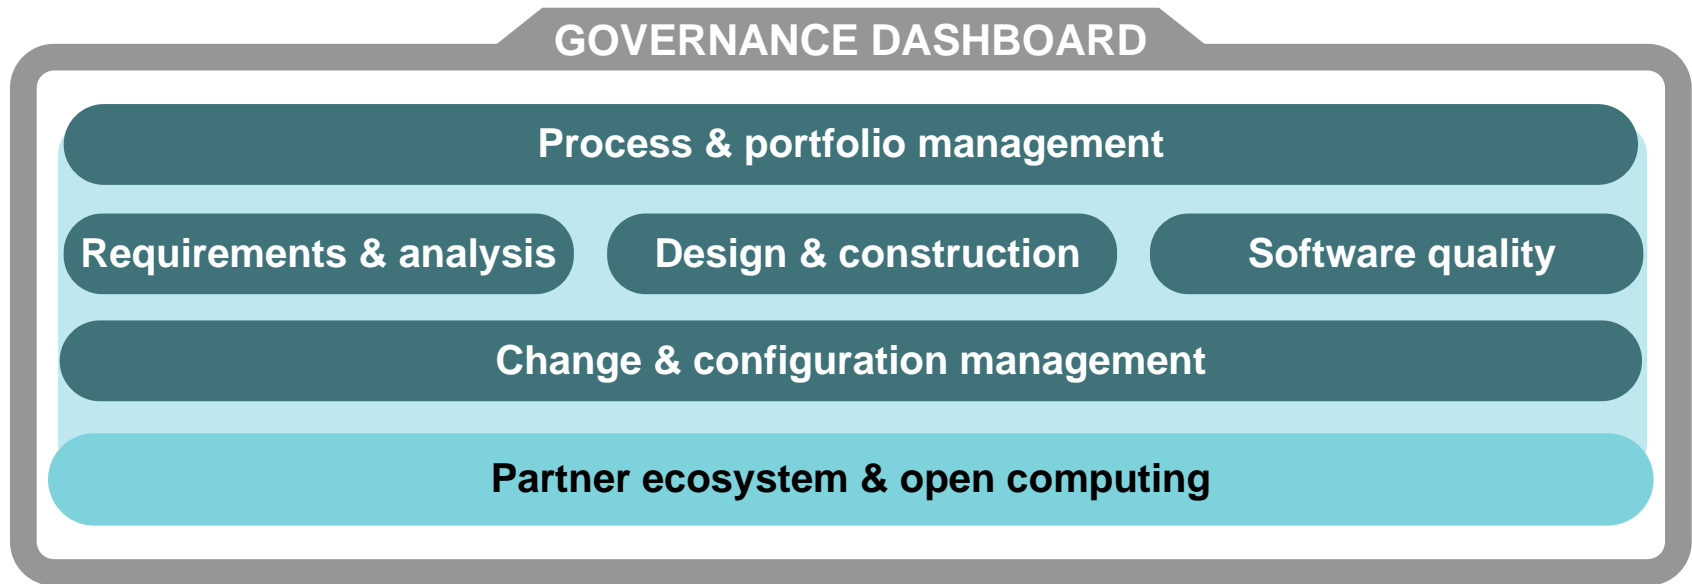 GOVERNANCE DASHBOARD
Process & portfolio management
Requirements & analysis
Design & construction
Software quality
Change & configuration management
Partner ecosystem & open computing